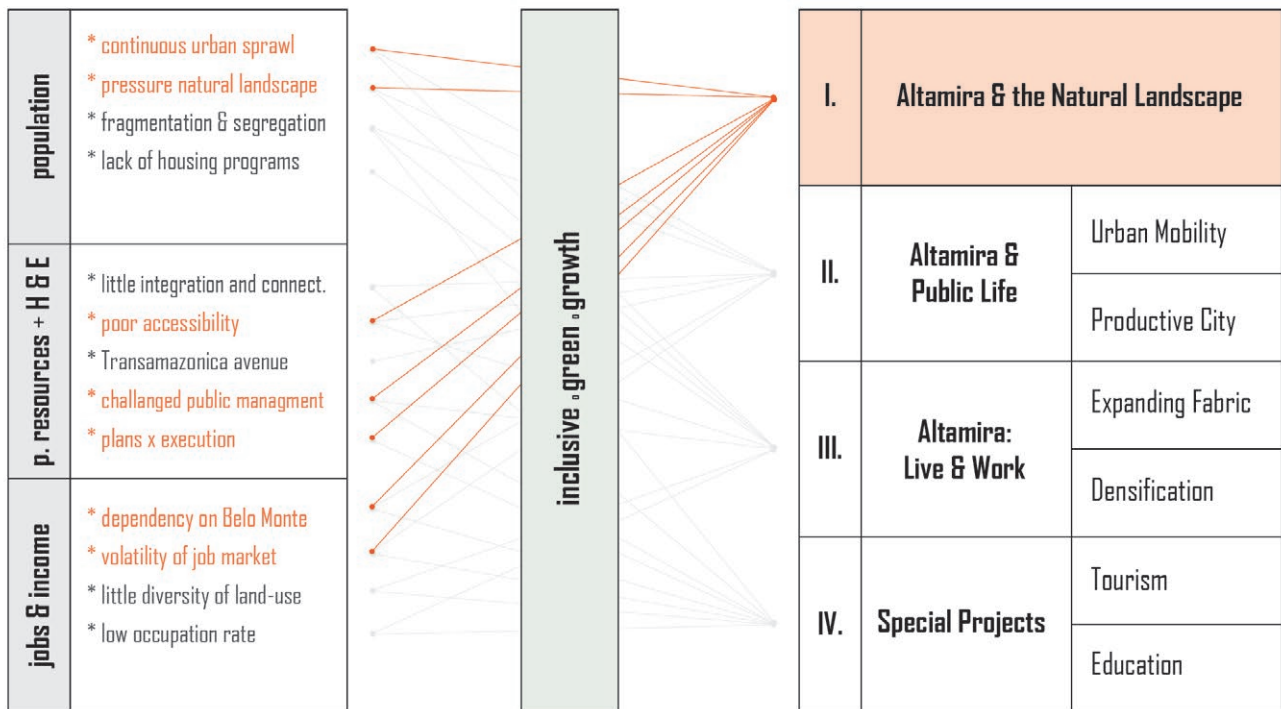 population
* continuous urban sprawl
* pressure natural landscape
* fragmentation & segregation
* lack of housing programs
p. resources + H & E
* little integration and connect.
* poor accessibility
* Transamazonica avenue
* challanged public managment
* plans x execution
jobs & income
* dependency on Belo Monte
* volatility of job market
* little diversity of land-use
* low occupation rate
inclusive.green.growth
I.
Altamira & the Natural Landscape
II.
Altamira &
Public Life
Urban Mobility
Productive City
III.
Altamira:
Live & Work
Expanding Fabric
Densification
IV.
Special Projects
Tourism
Education